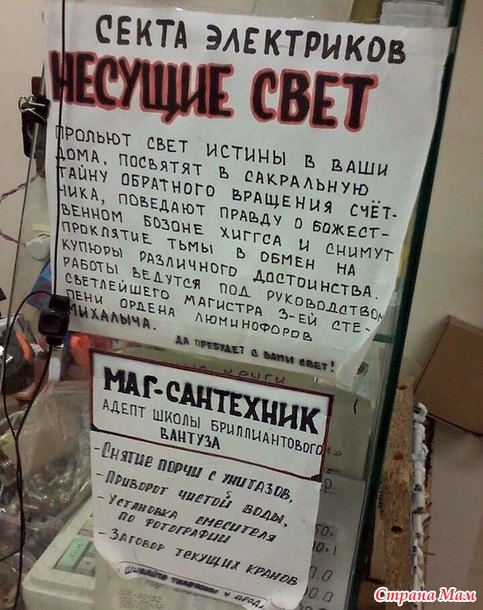 СЕКТА ЭЛЕКТРИКОВ
НЕСУЩИЕ СВЕТ
ПРОЛЬЮТ СВЕТ ИСТИНЫ В ВАШИ
ДОМА, ПОСВЯТЯТ В САКРАЛЬНУЮ
ТАЙНУ ОБРАТНОГО ВРАЩЕНИЯ СЧЁТ-
ЧИКА, ПОВЕДАЮТ ПРАВДУ О БОЖЕСТ-
ВЕННОМ БОЗОНЕ ХИГГСА И СНИМУТ
ПРОКЛЯТИЕ ТЬМЫ В ОБМЕН НА
КУПЮРЫ РАЗЛИЧНОГО ДОСТОИНСТВА.
РАБОТЫ ВЕДУТСЯ ПОД РУКОВОДСТВОМ
СВЕТЛЕЙШЕГО МАГИСТРА 3-ЕЙ СТЕ-
ПЕНИ ОРДЕНА ЛЮМИНОФОРОВ
МИХАЛЫЧА.
ДА ПРЕБУДЕТ С ВАМИ СВЕТ!
МАГ-САНТЕХНИК
АДЕПТ ШКОЛЫ БРИЛЛИАНТОВОГО
ВАНТУЗА
-СНЯТИЕ ПОРЧИ С УНИТАЗОВ,
-ПРИВОРОТ ЧИСТОЙ ВОДЫ,
-УСТАНОВКА СМЕСИТЕЛЯ
ПО ФОТОГРАФИИ
-ЗАГОВОР ТЕКУЩИХ КРАНОВ
Страна Мам